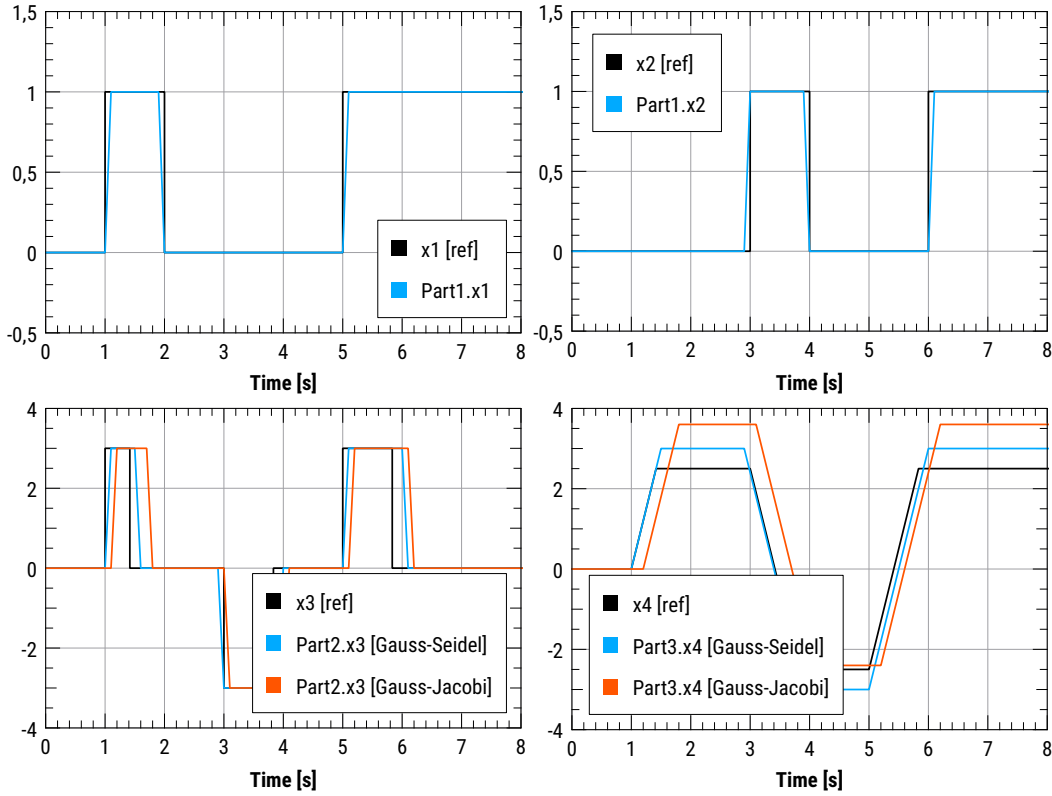 1,5
1
0,5
0
-0,5
0 1 2 3 4 5 6 7 8
Time [s]
x1 [ref]
Part1.x1
1,5
1
0,5
0
-0,5
0 1 2 3 4 5 6 7 8
Time [s]
x2 [ref]
Part1.x2
4
2
0
-2
-4
0 1 2 3 4 5 6 7 8
Time [s]
x3 [ref]
Part2.x3 [Gauss-Seidel]
Part2.x3 [Gauss-Jacobi]
4
2
0
-2
-4
0 1 2 3 4 5 6 7 8
Time [s]
x4 [ref]
Part3.x4 [Gauss-Seidel]
Part3.x4 [Gauss-Jacobi]